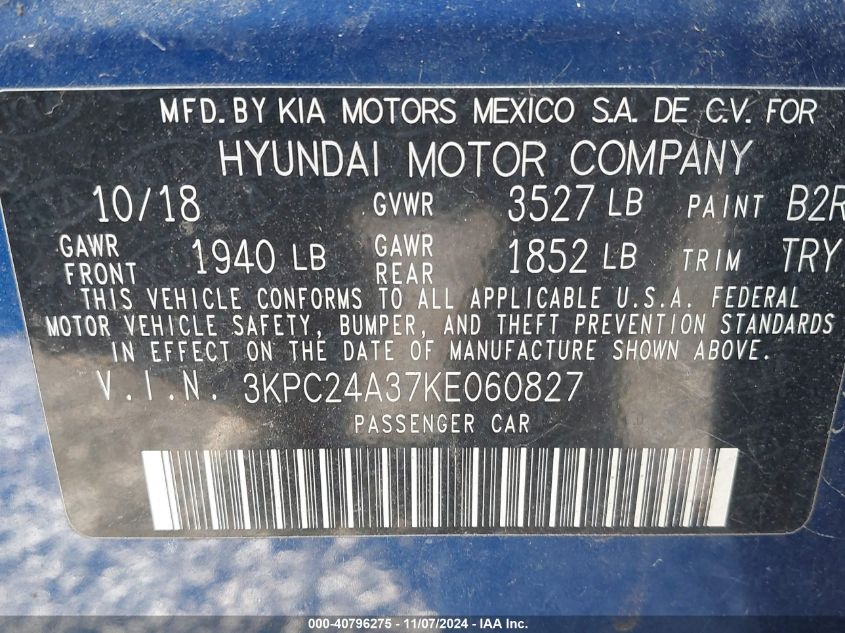 MFD. BY KIA MOTORS MEXICO S.A. DE C.V. FOR
HYUNDAI MOTOR COMPANY
10/18 GVWR 3527 LB PAINT B2R
GAWR FRONT 1940 LB GAWR REAR 1852 LB TRIM TRY
THIS VEHICLE CONFORMS TO ALL APPLICABLE U.S.A. FEDERAL
MOTOR VEHICLE SAFETY, BUMPER, AND THEFT PREVENTION STANDARDS
IN EFFECT ON THE DATE OF MANUFACTURE SHOWN ABOVE.
V.I.N. 3KPC24A37KE060827
PASSENGER CAR
000-40796275 - 11/07/2024 - IAA Inc.